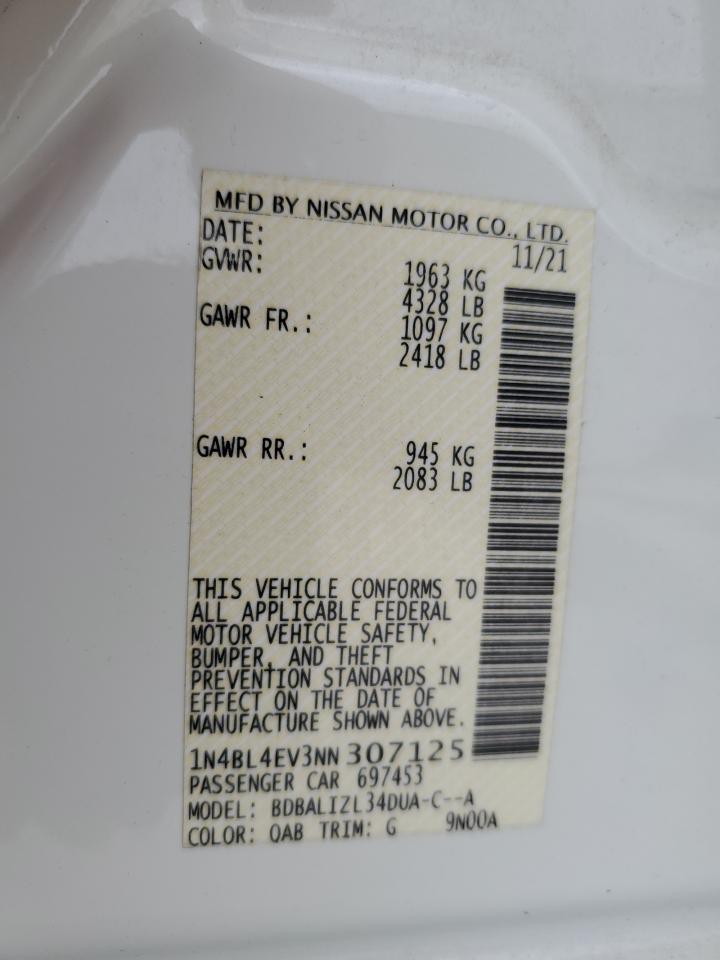 MFD BY NISSAN MOTOR CO., LTD.
DATE: 11/21
GVWR: 1963 KG
4328 LB
GAWR FR.: 1097 KG
2418 LB
GAWR RR.: 945 KG
2083 LB
THIS VEHICLE CONFORMS TO
ALL APPLICABLE FEDERAL
MOTOR VEHICLE SAFETY,
BUMPER, AND THEFT
PREVENTION STANDARDS IN
EFFECT ON THE DATE OF
MANUFACTURE SHOWN ABOVE.
1N4BL4EV3NN307125
PASSENGER CAR 697453
MODEL: BDBALIZL34DUA-C--A
COLOR: QAB TRIM: G 9N00A